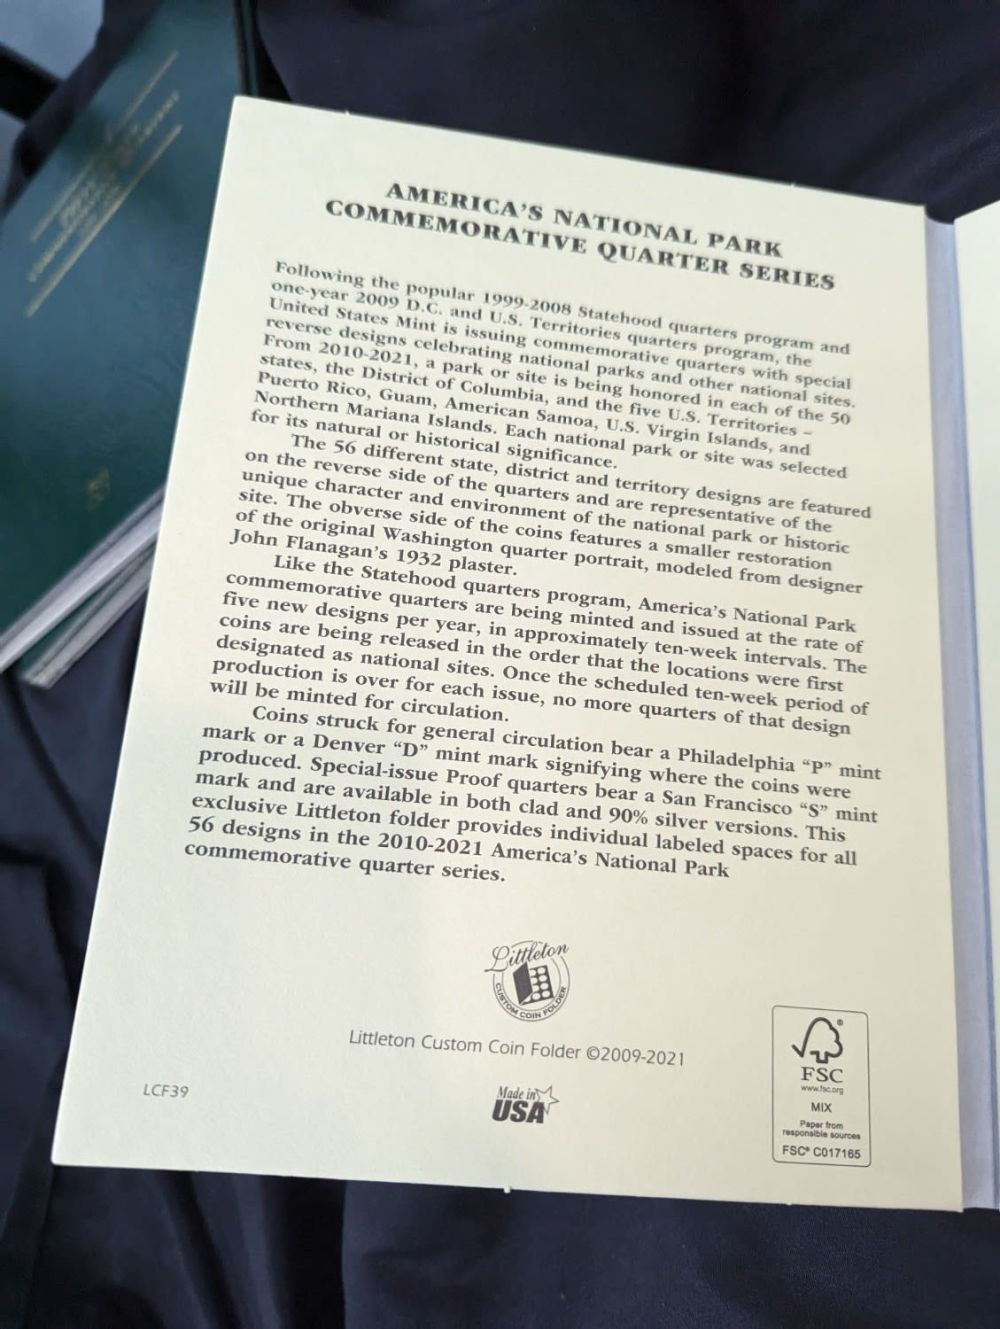 AMERICA'S NATIONAL PARK
COMMEMORATIVE QUARTER SERIES
Following the popular 1999-2008 Statehood quarters program and
one-year 2009 D.C. and U.S. Territories quarters program, the
United States Mint is issuing commemorative quarters with special
reverse designs celebrating national parks and other national sites.
From 2010-2021, a park or site is being honored in each of the 50
states, the District of Columbia, and the five U.S. Territories –
Puerto Rico, Guam, American Samoa, U.S. Virgin Islands, and
Northern Mariana Islands. Each national park or site was selected
for its natural or historical significance.
The 56 different state, district and territory designs are featured
on the reverse side of the quarters and are representative of the
unique character and environment of the national park or historic
site. The obverse side of the coins features a smaller restoration
of the original Washington quarter portrait, modeled from designer
John Flanagan's 1932 plaster.
Like the Statehood quarters program, America's National Park
commemorative quarters are being minted and issued at the rate of
five new designs per year, in approximately ten-week intervals. The
coins are being released in the order that the locations were first
designated as national sites. Once the scheduled ten-week period of
production is over for each issue, no more quarters of that design
will be minted for circulation.
Coins struck for general circulation bear a Philadelphia “P” mint
mark or a Denver “D” mint mark signifying where the coins were
produced. Special-issue Proof quarters bear a San Francisco “S” mint
mark and are available in both clad and 90% silver versions. This
exclusive Littleton folder provides individual labeled spaces for all
56 designs in the 2010-2021 America's National Park
commemorative quarter series.
Littleton
CUSTOM COIN FOLDER
Littleton Custom Coin Folder ©2009-2021
LCF39
Made in
USA
®
FSC
www.fsc.org
MIX
Paper from
responsible sources
FSC® C017165